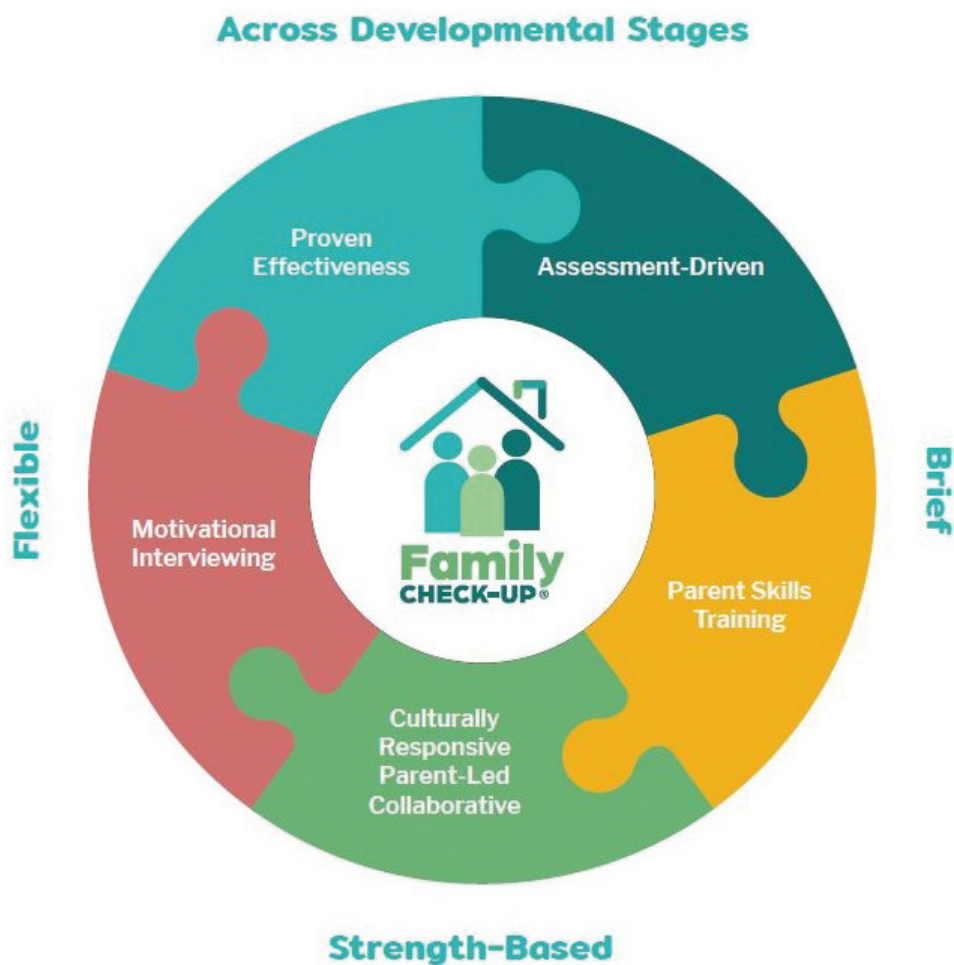 Across Developmental Stages
Proven
Effectiveness
Assessment-Driven
Flexible
Brief
Motivational
Interviewing
Family
CHECK-UP®
Parent Skills
Training
Culturally
Responsive
Parent-Led
Collaborative
Strength-Based